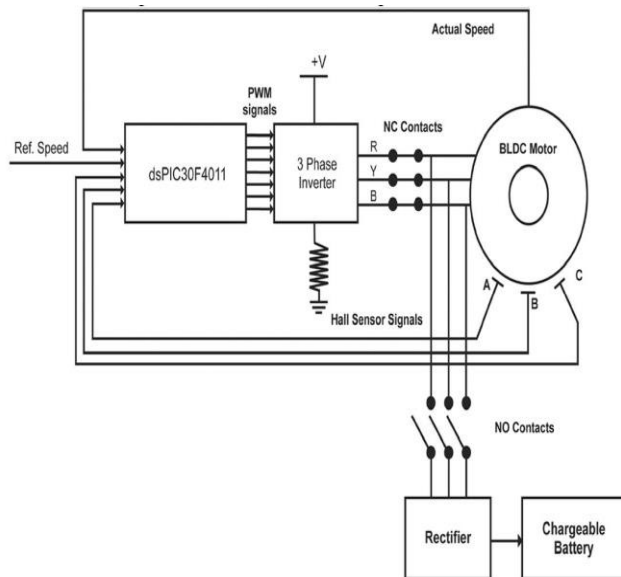 Actual Speed
+V
PWM
signals
NC Contacts
Ref. Speed
dsPIC30F4011
3 Phase
Inverter
R
Y
B
BLDC Motor
A
B
C
Hall Sensor Signals
NO Contacts
Rectifier
Chargeable
Battery